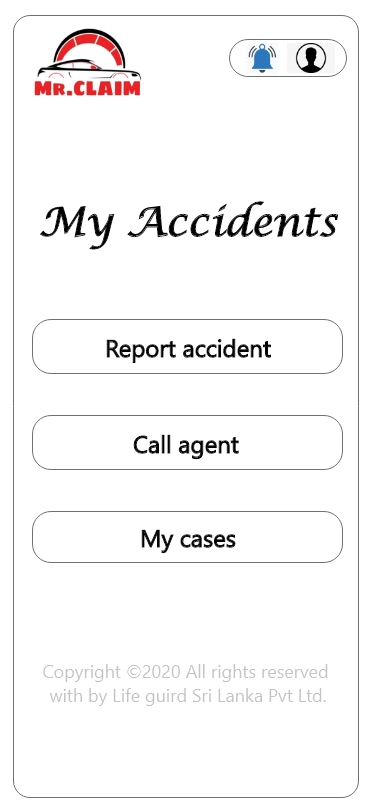 MR.CLAIM
My Accidents
Report accident
Call agent
My cases
Copyright ©2020 All rights reserved
with by Life guird Sri Lanka Pvt Ltd.